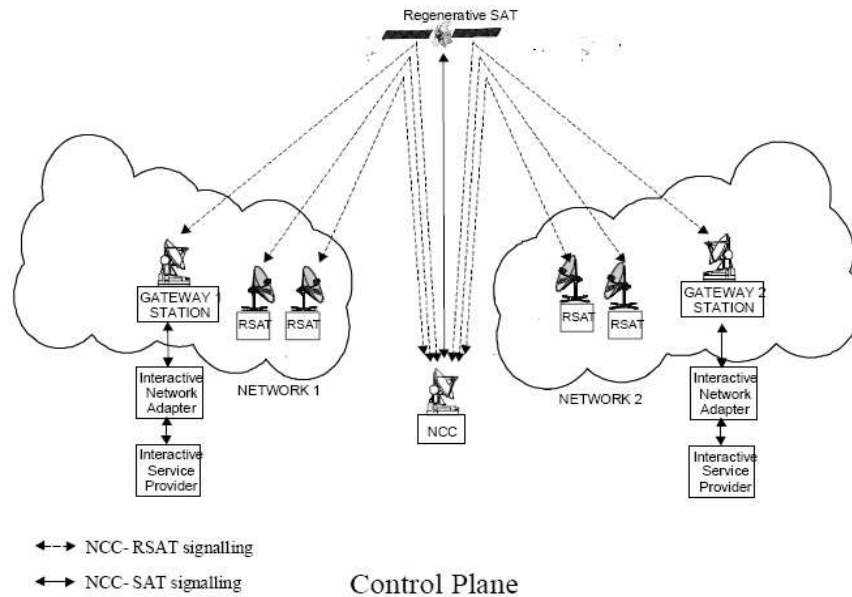 Regenerative SAT
GATEWAY 1
STATION
RSAT
RSAT
Interactive
Network
Adapter
NETWORK 1
Interactive
Service
Provider
NCC
RSAT
RSAT
GATEWAY 2
STATION
NETWORK 2
Interactive
Network
Adapter
Interactive
Service
Provider
NCC- RSAT signalling
NCC- SAT signalling
Control Plane